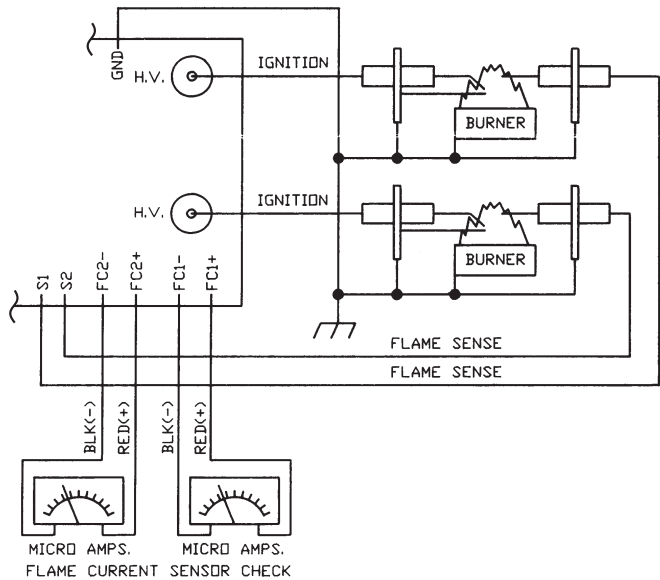 GND
H.V.
IGNITION
BURNER
H.V.
IGNITION
BURNER
S1
S2
FC2-
FC2+
FC1-
FC1+
FLAME SENSE
FLAME SENSE
BLK(-)
RED(+)
BLK(-)
RED(+)
MICRO AMPS.
MICRO AMPS.
FLAME CURRENT SENSOR CHECK